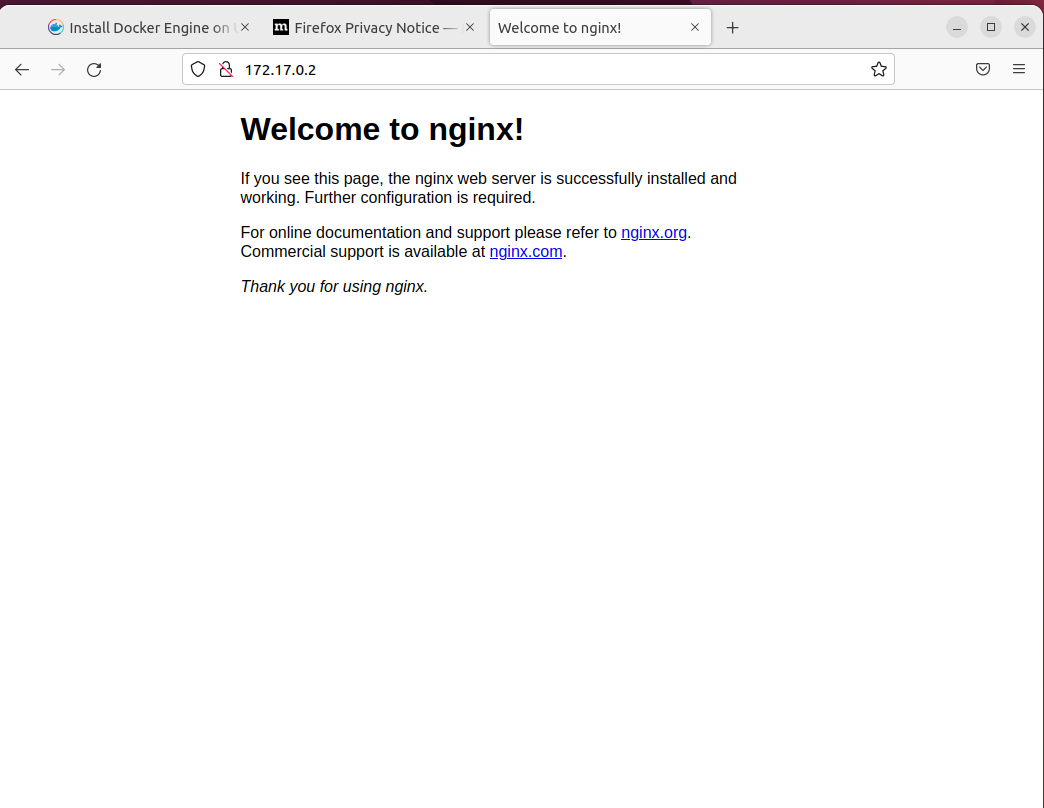 Install Docker Engine on
Firefox Privacy Notice —
Welcome to nginx!
172.17.0.2
Welcome to nginx!
If you see this page, the nginx web server is successfully installed and
working. Further configuration is required.
For online documentation and support please refer to nginx.org.
Commercial support is available at nginx.com.
Thank you for using nginx.